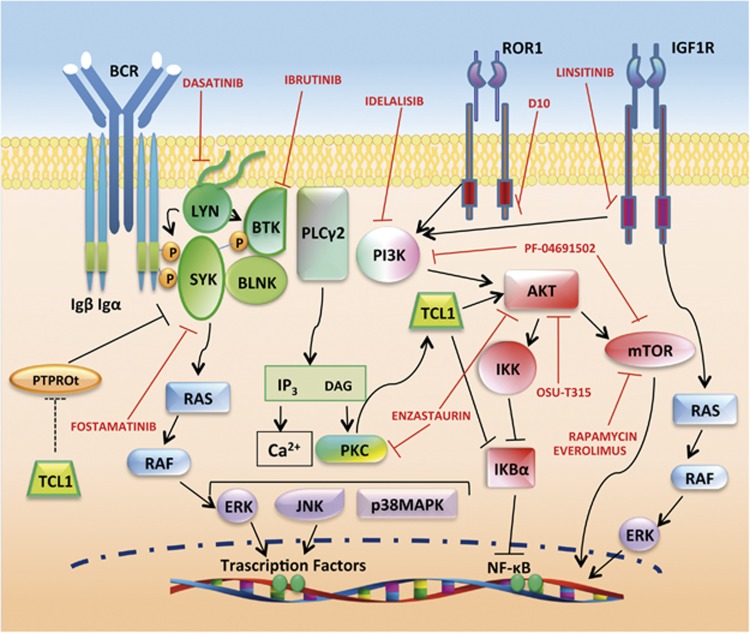 BCR
ROR1
IGF1R
DASATINIB
IBRUTINIB
IDELALISIB
LINSITINIB
D10
LYN
BTK
PLCγ2
PI3K
P
P
P
SYK
BLNK
PF-04691502
Igβ Igα
AKT
TCL1
mTOR
PTPROt
IKK
IP3
DAG
RAS
OSU-T315
RAS
FOSTAMATINIB
ENZASTAURIN
RAPAMYCIN
EVEROLIMUS
Ca2+
PKC
RAF
IKBα
RAF
TCL1
ERK
JNK
p38MAPK
ERK
Trascription Factors
NF-κB